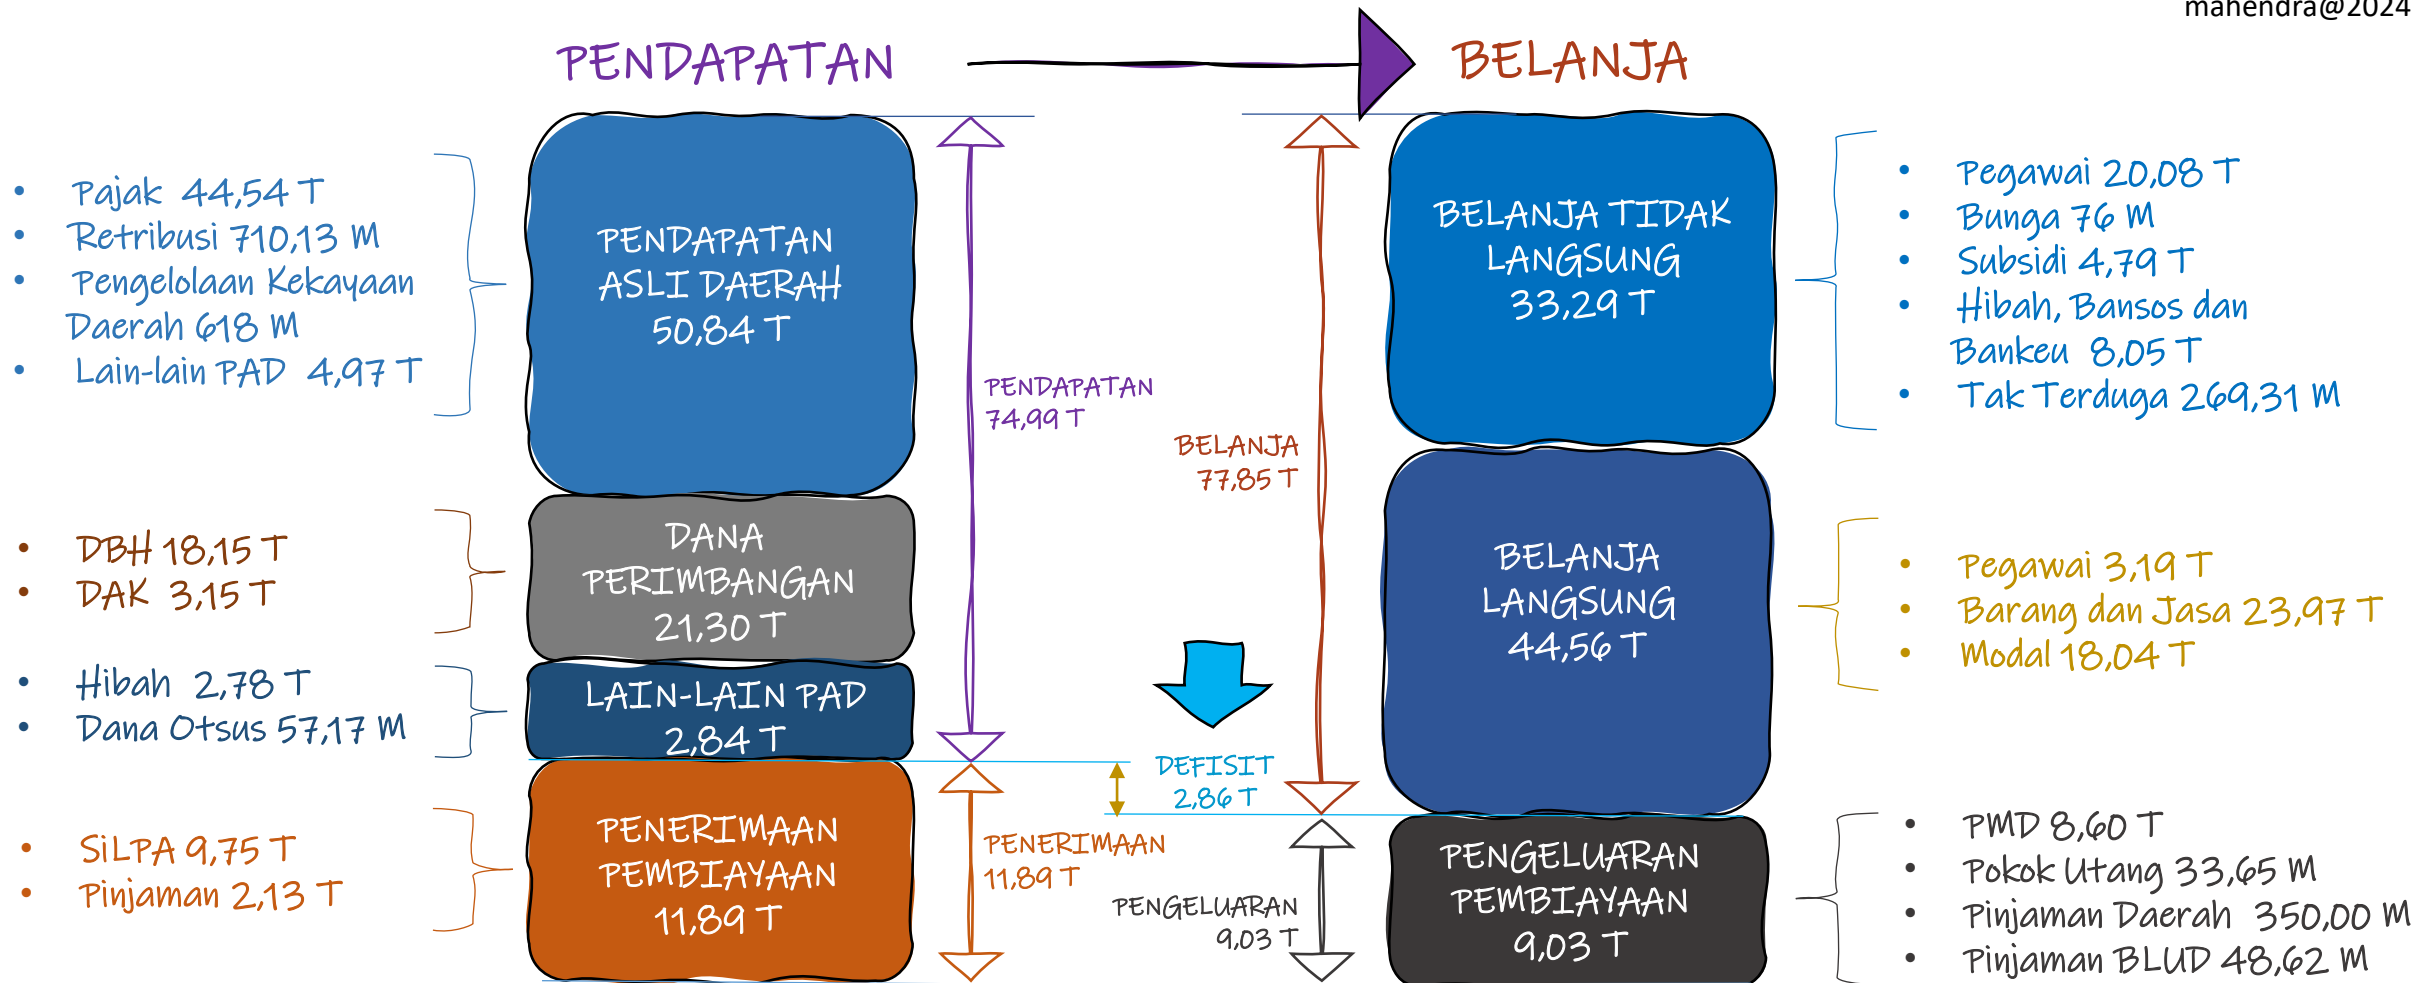 mahendra@2024
PENDAPATAN
BELANJA
• Pajak 44,54 T
• Retribusi 710,13 M
• Pengelolaan Kekayaan
Daerah 618 M
• Lain-lain PAD 4,97 T
PENDAPATAN
ASLI DAERAH
50,84 T
• DBH 18,15 T
• DAK 3,15 T
DANA
PERIMBANGAN
21,30 T
• Hibah 2,78 T
• Dana Otsus 57,17 M
LAIN-LAIN PAD
2,84 T
• SiLPA 9,75 T
• Pinjaman 2,13 T
PENERIMAAN
PEMBIAYAAN
11,89 T
PENDAPATAN
74,99 T
PENERIMAAN
11,89 T
BELANJA
77,85 T
DEFISIT
2,86 T
PENGELUARAN
9,03 T
BELANJA TIDAK
LANGSUNG
33,29 T
• Pegawai 20,08 T
• Bunga 76 M
• Subsidi 4,79 T
• Hibah, Bansos dan
Bankeu 8,05 T
• Tak Terduga 269,31 M
BELANJA
LANGSUNG
44,56 T
• Pegawai 3,19 T
• Barang dan Jasa 23,97 T
• Modal 18,04 T
PENGELUARAN
PEMBIAYAAN
9,03 T
• PMD 8,60 T
• Pokok Utang 33,65 M
• Pinjaman Daerah 350,00 M
• Pinjaman BLUD 48,62 M